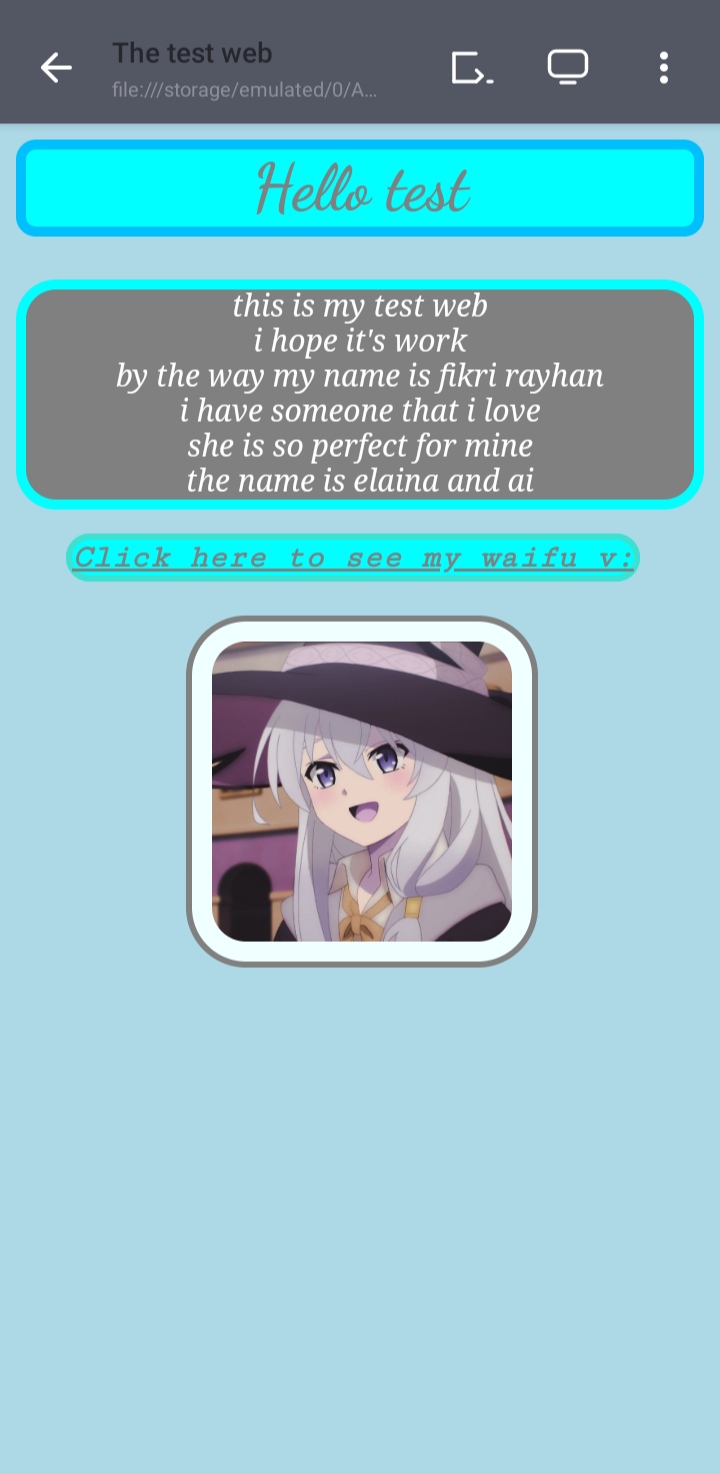 The test web
file:///storage/emulated/0/A...
Hello test
this is my test web
i hope it's work
by the way my name is fikri rayhan
i have someone that i love
she is so perfect for mine
the name is elaina and ai
Click here to see my waifu v: